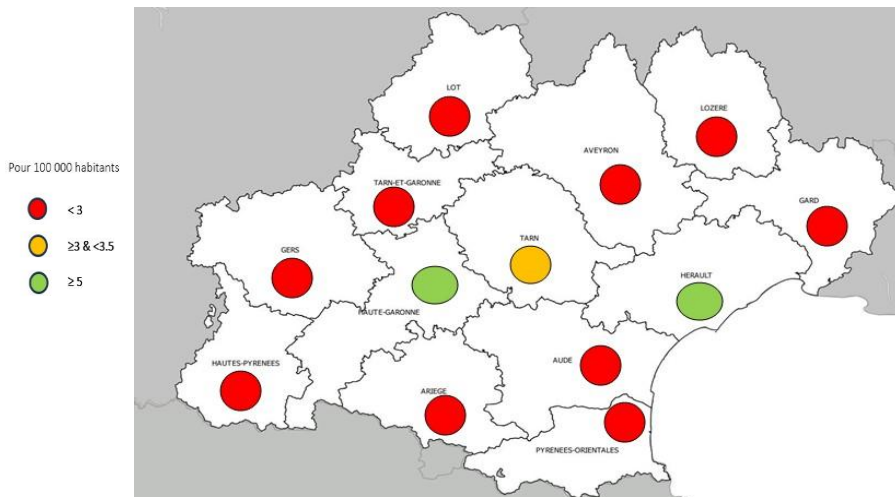 Pour 100 000 habitants
< 3
≥3 & <3.5
≥ 5
LOT
LOZERE
AVEYRON
TARN-ET-GARONNE
GARD
TARN
GERS
HERAULT
HAUTE-GARONNE
HAUTES-PYRENEES
AUDE
ARIEGE
PYRENEES-ORIENTALES